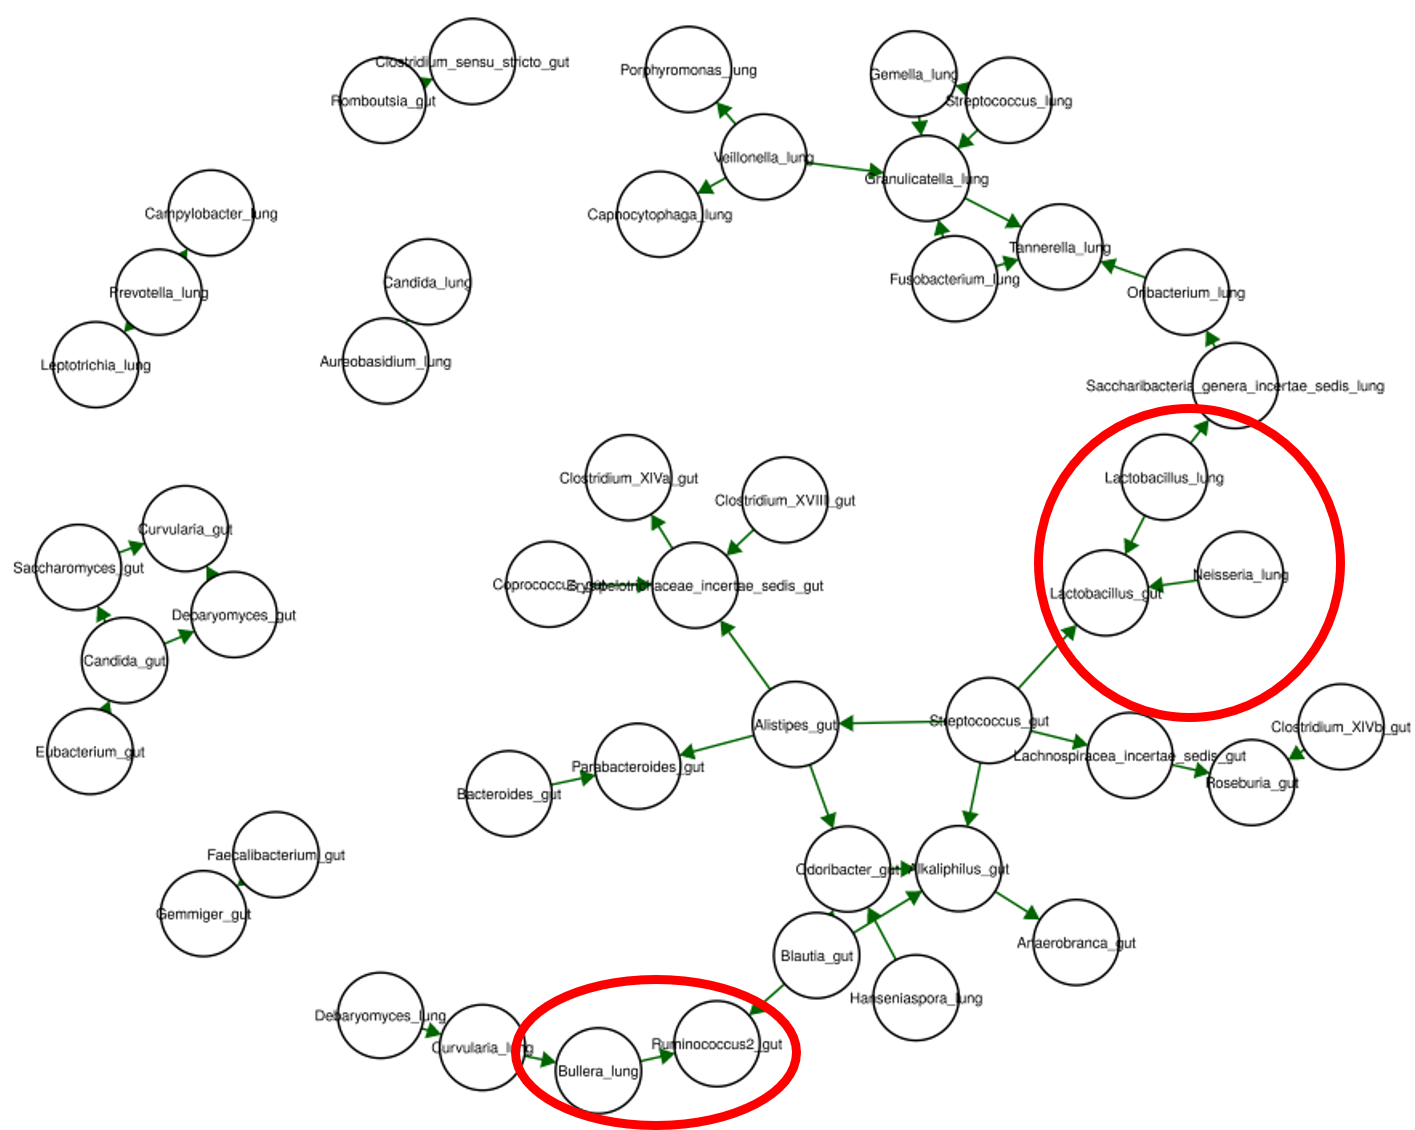 Clostridium_sensu_stricto_gut
Romboutsia_gut
Porphyromonas_lung
Gemella_lung
Streptococcus_lung
Veillonella_lung
Granulicatella_lung
Capnocytophaga_lung
Campylobacter_lung
Tannerella_lung
Fusobacterium_lung
Candida_lung
Prevotella_lung
Oribacterium_lung
Aureobasidium_lung
Leptotrichia_lung
Saccharibacteria_genera_incertae_sedis_lung
Clostridium_XIVa_gut
Lactobacillus_lung
Clostridium_XVIII_gut
Curvularia_gut
Saccharomyces_gut
Coprococcus_gut
Erysipelotrichaceae_incertae_sedis_gut
Neisseria_lung
Lactobacillus_gut
Debaryomyces_gut
Candida_gut
Streptococcus_gut
Alistipes_gut
Clostridium_XIVb_gut
Eubacterium_gut
Lachnospiracea_incertae_sedis_gut
Parabacteroides_gut
Roseburia_gut
Bacteroides_gut
Faecalibacterium_gut
Odoribacter_gut
Alkaliphilus_gut
Gemmiger_gut
Anaerobranca_gut
Blautia_gut
Hanseniaspora_lung
Debaryomyces_lung
Curvularia_lung
Ruminococcus2_gut
Bullera_lung